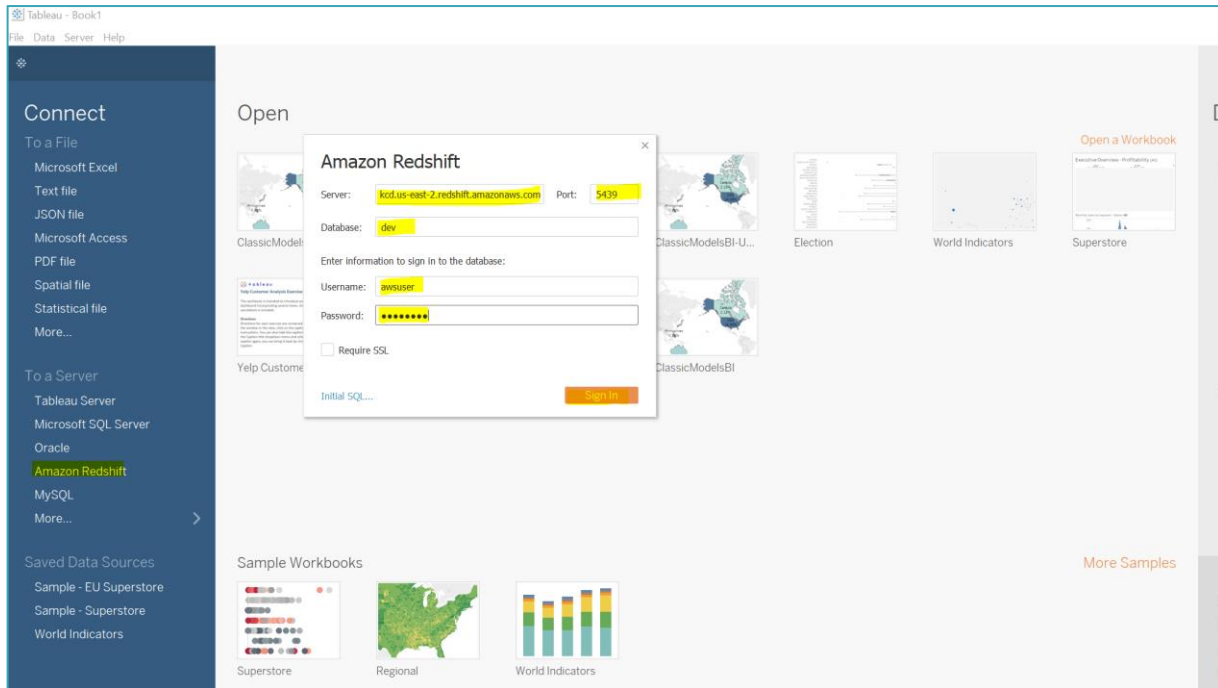 Tableau - Book1
File Data Server Help
Connect
To a File
Microsoft Excel
Text file
JSON file
Microsoft Access
PDF file
Spatial file
Statistical file
More...
To a Server
Tableau Server
Microsoft SQL Server
Oracle
Amazon Redshift
MySQL
More...
Saved Data Sources
Sample - EU Superstore
Sample - Superstore
World Indicators
Open
Open a Workbook
Amazon Redshift
Server: kcd.us-east-2.redshift.amazonaws.com Port: 5439
Database: dev
Enter information to sign in to the database:
Username: awsuser
Password: ●●●●●●●●
Require SSL
Initial SQL...
Sign In
ClassicModels
ClassicModelsBI-U...
Election
World Indicators
Executive Overview - Profitability
Superstore
Yelp Custome
ClassicModelsBI
Sample Workbooks
More Samples
Superstore
Regional
World Indicators